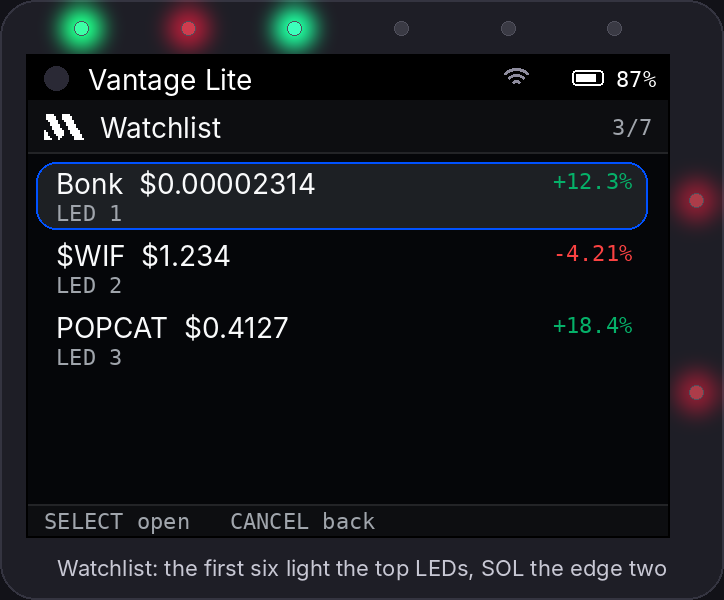 Vantage Lite
87%
Watchlist
3/7
Bonk $0.00002314
+12.3%
LED 1
$WIF $1.234
-4.21%
LED 2
POPCAT $0.4127
+18.4%
LED 3
SELECT open CANCEL back
Watchlist: the first six light the top LEDs, SOL the edge two